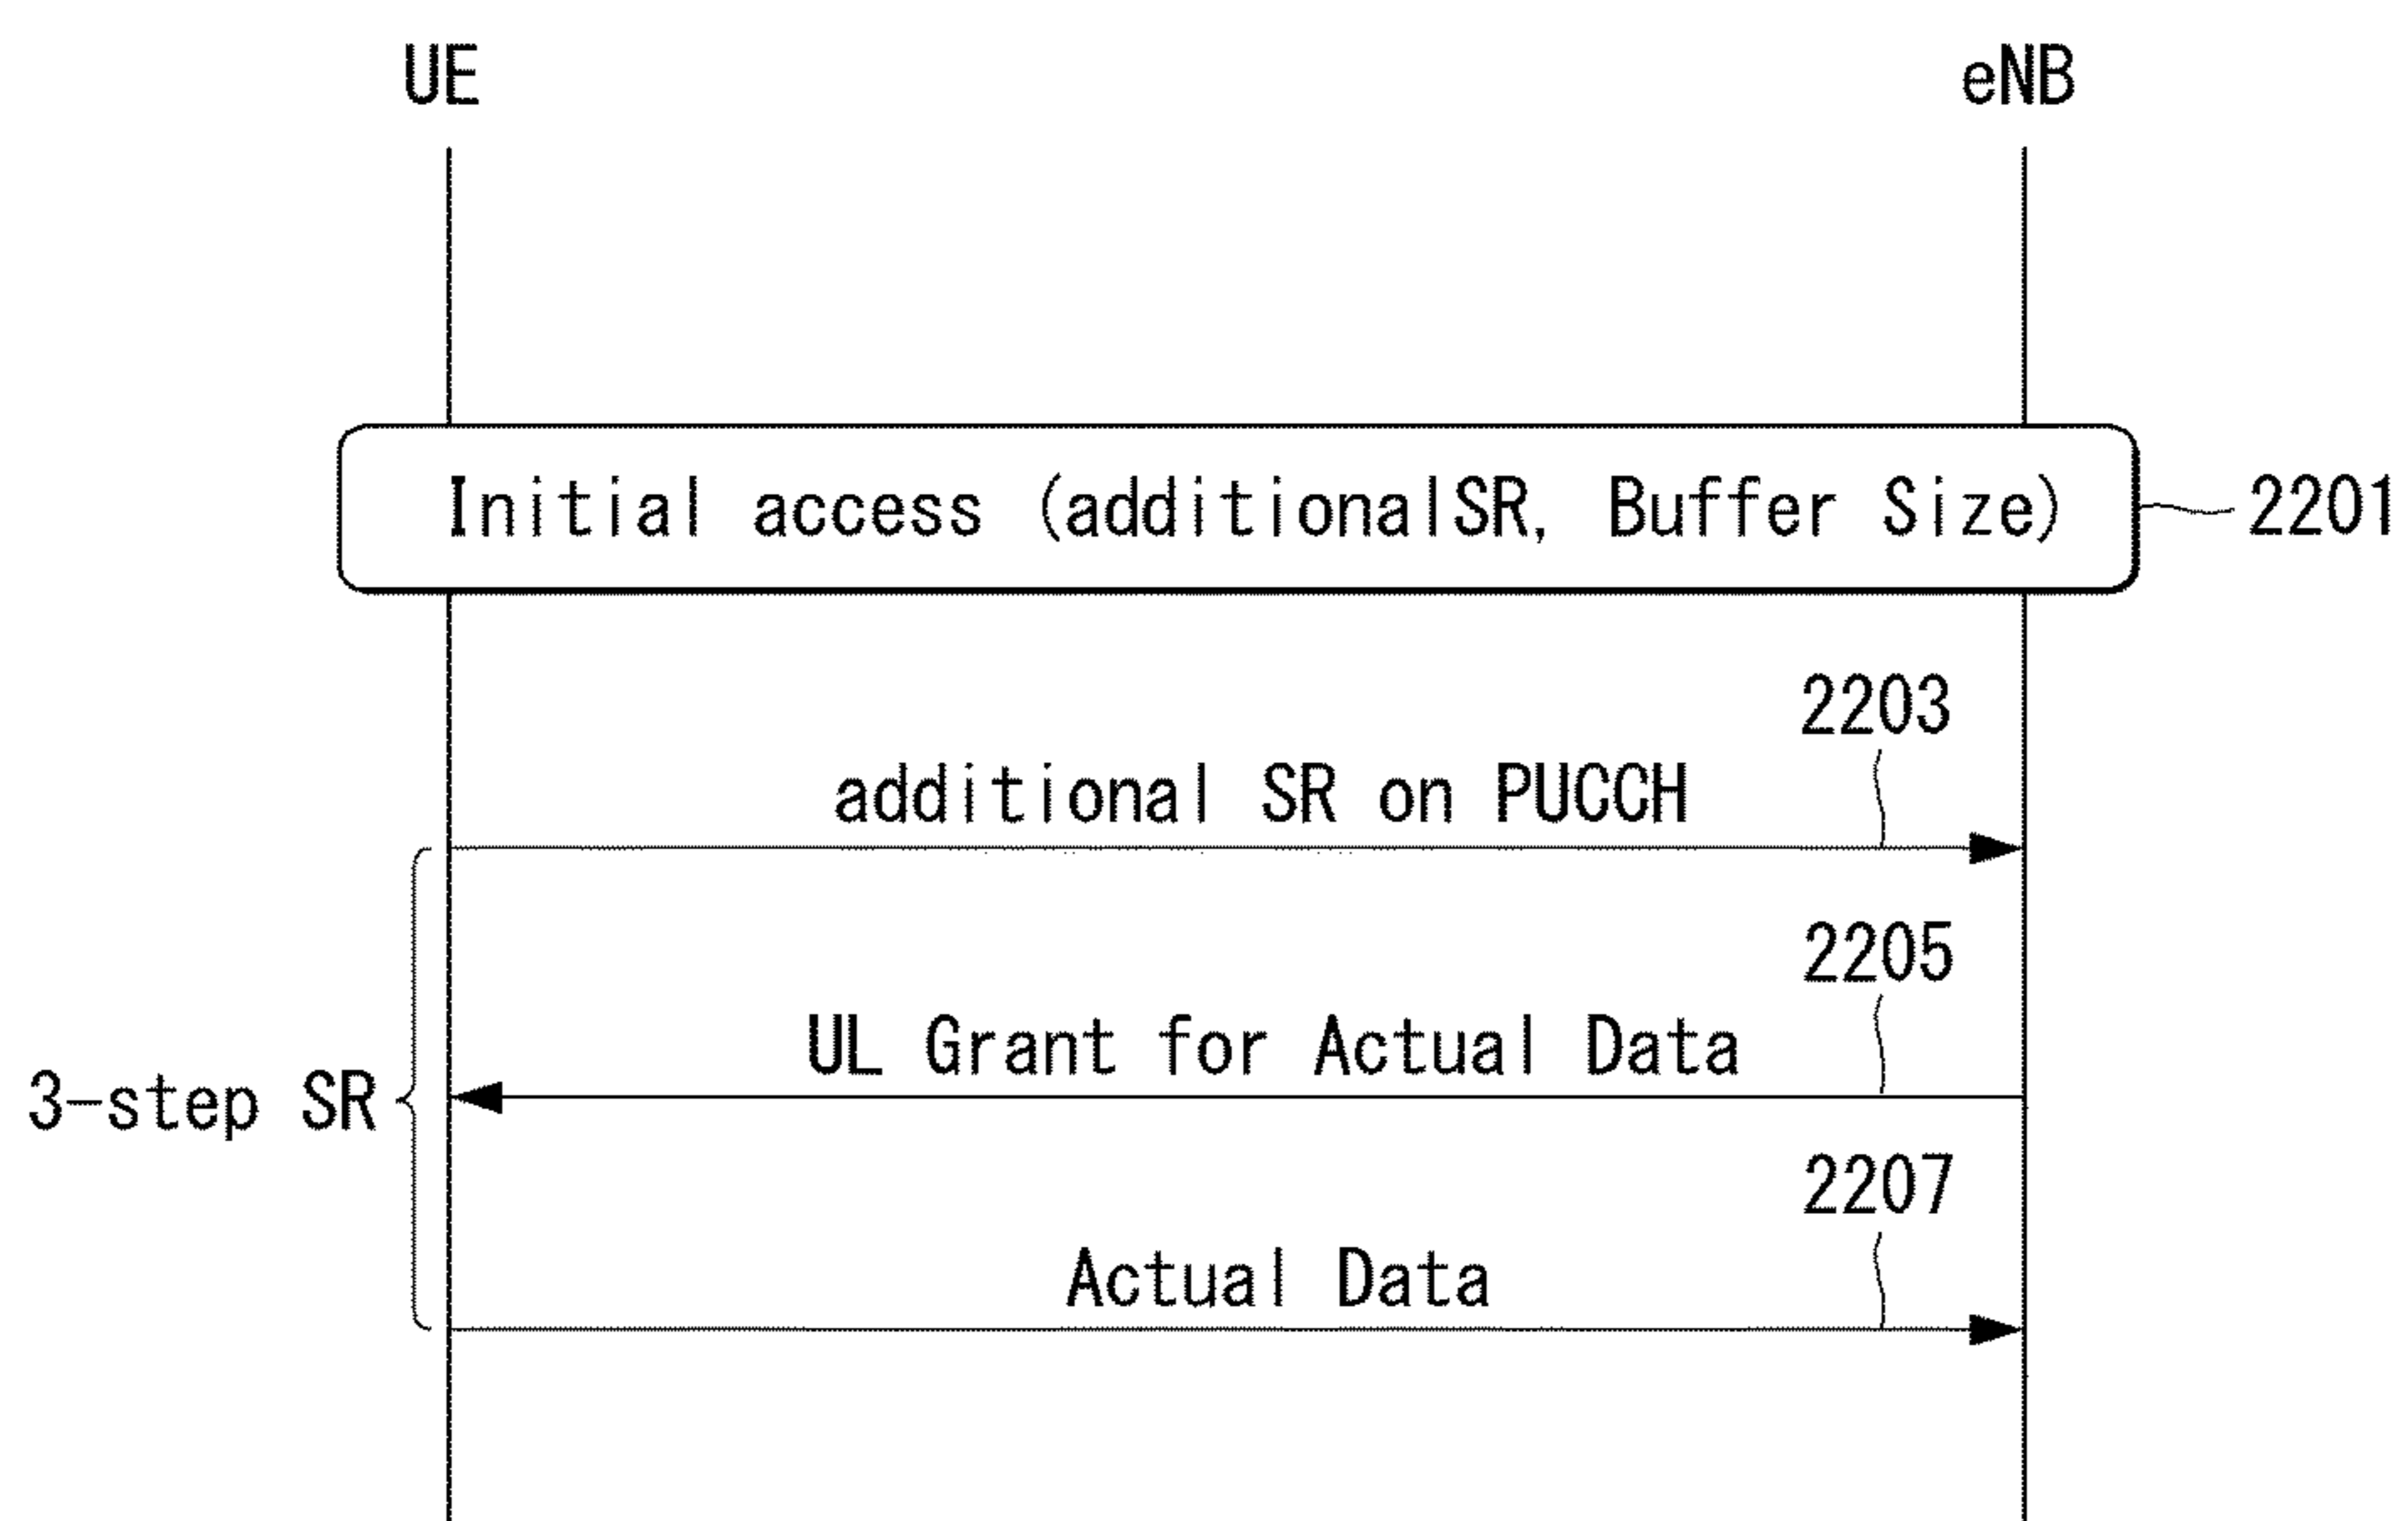 UE
eNB
Initial access (additionalSR, Buffer Size)
2201
2203
additional SR on PUCCH
2205
UL Grant for Actual Data
3-step SR
2207
Actual Data